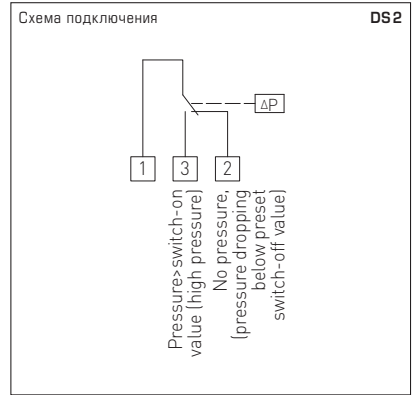 Схема подключения
DS2
ΔP
1
3
2
Pressure>switch-on
value (high pressure)
No pressure,
(pressure dropping
below preset
switch-off value)